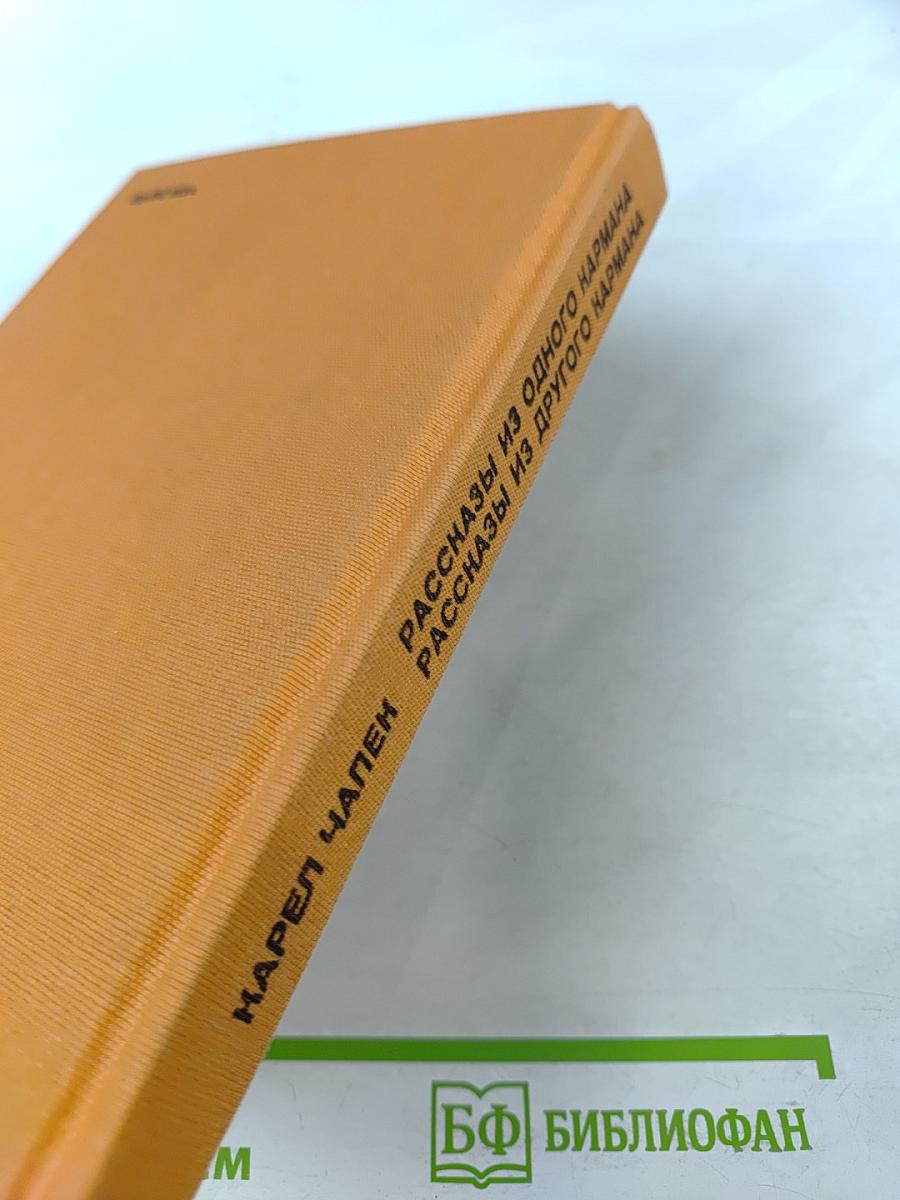 КАРЕЛ ЧАПЕК
РАССКАЗЫ ИЗ ОДНОГО КАРМАНА
РАССКАЗЫ ИЗ ДРУГОГО КАРМАНА
БФ БИБЛИОФАН